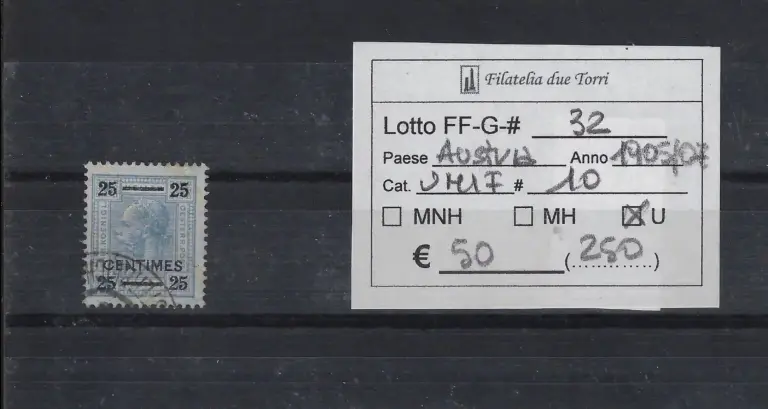 25 25
CENTIMES
25 25
Filatelia due Torri
Lotto FF-G-# 32
Paese Austria Anno 1905/07
Cat. UNIF # 10
MNH MH U
€ 50 (250)